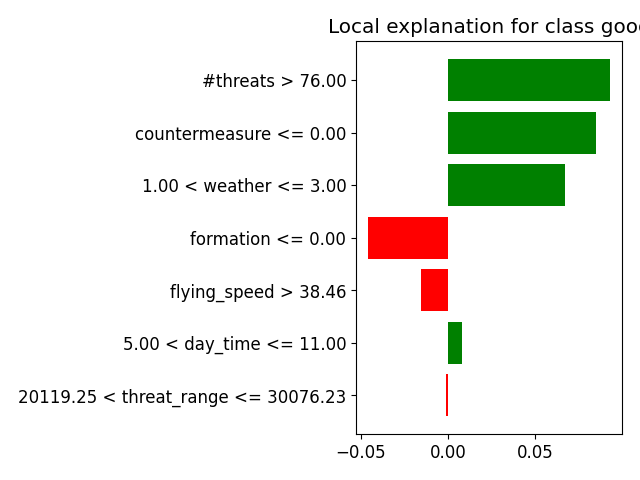 Local explanation for class good
#threats > 76.00
countermeasure <= 0.00
1.00 < weather <= 3.00
formation <= 0.00
flying_speed > 38.46
5.00 < day_time <= 11.00
20119.25 < threat_range <= 30076.23
−0.05 0.00 0.05